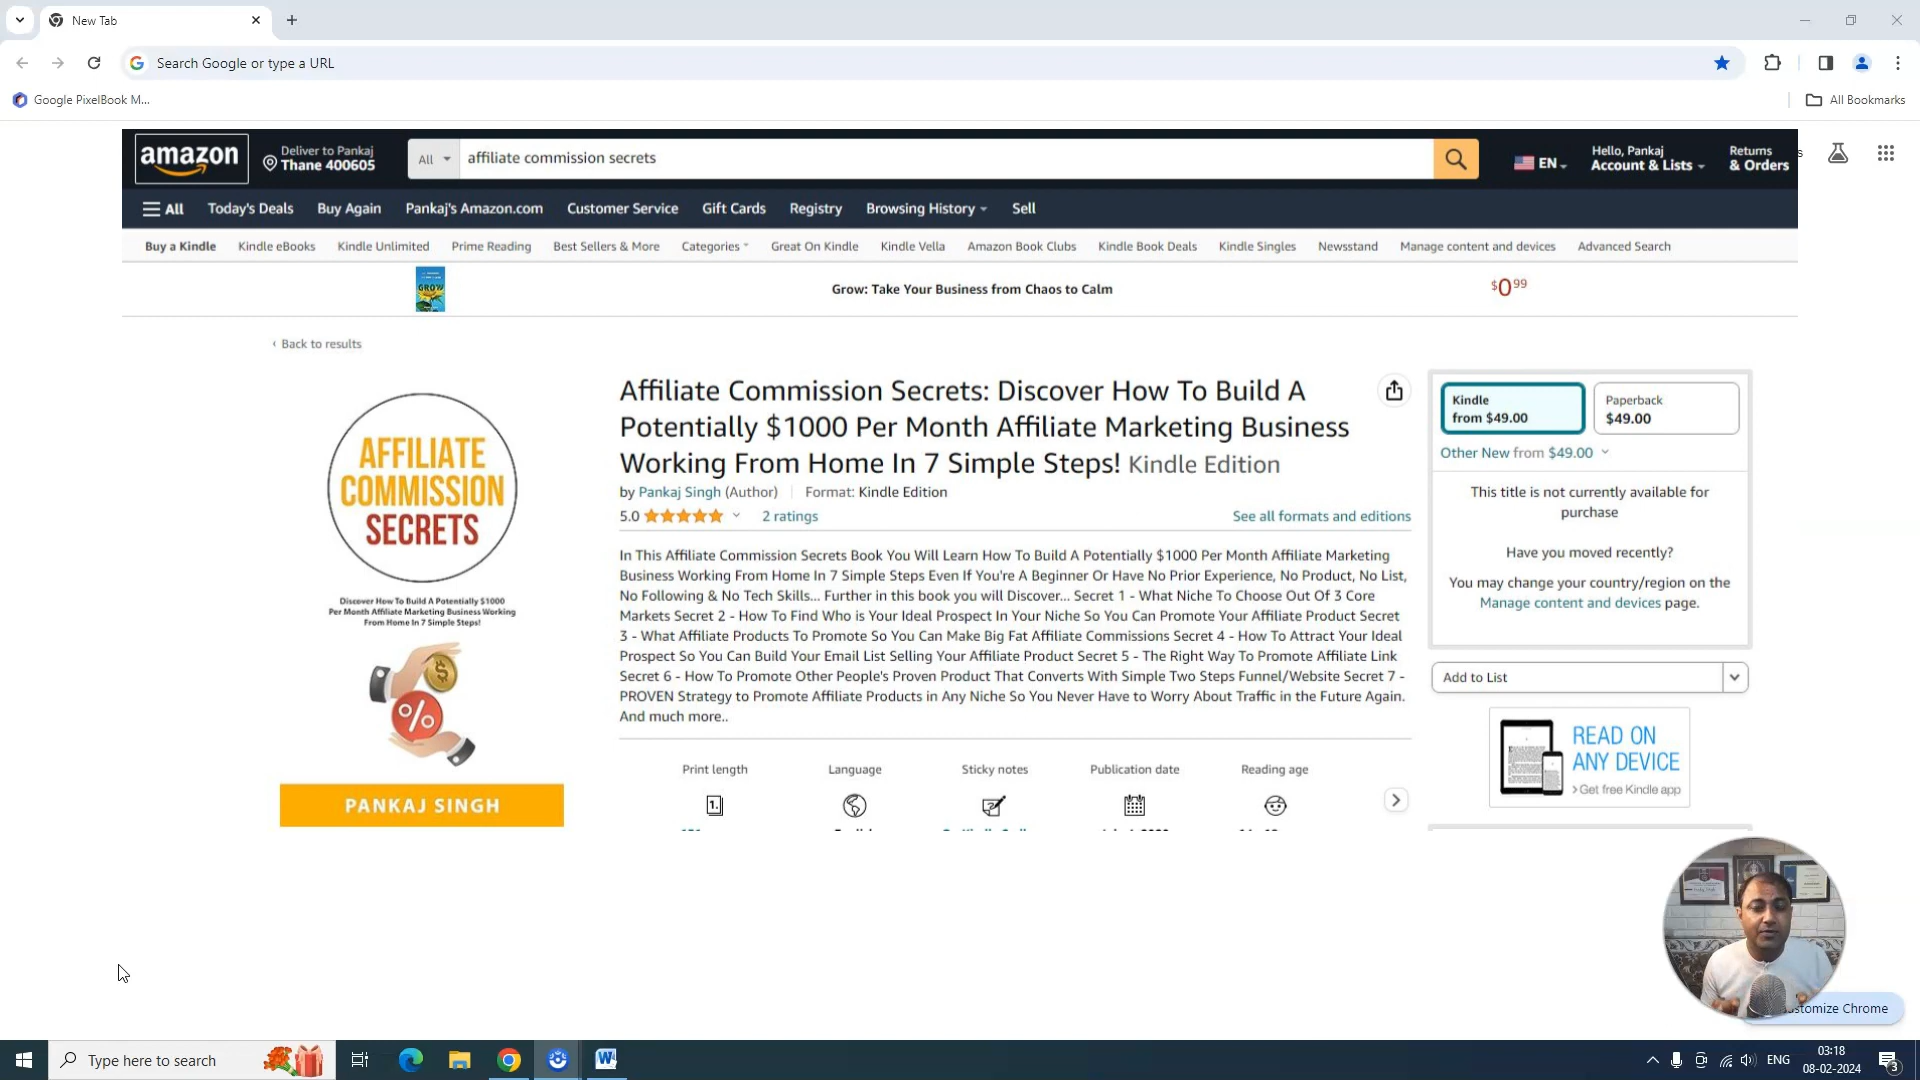 New Tab
Search Google or type a URL
Google PixelBook M...
All Bookmarks
amazon
Deliver to Pankaj
Thane 400605
All
affiliate commission secrets
EN
Hello, Pankaj
Account & Lists
Returns
& Orders
All
Today's Deals
Buy Again
Pankaj's Amazon.com
Customer Service
Gift Cards
Registry
Browsing History
Sell
Buy a Kindle
Kindle eBooks
Kindle Unlimited
Prime Reading
Best Sellers & More
Categories
Great On Kindle
Kindle Vella
Amazon Book Clubs
Kindle Book Deals
Kindle Singles
Newsstand
Manage content and devices
Advanced Search
GROW
Grow: Take Your Business from Chaos to Calm
$0 99
‹ Back to results
AFFILIATE
COMMISSION
SECRETS
Discover How To Build A Potentially $1000
Per Month Affiliate Marketing Business Working
From Home In 7 Simple Steps!
$
%
PANKAJ SINGH
Affiliate Commission Secrets: Discover How To Build A
Potentially $1000 Per Month Affiliate Marketing Business
Working From Home In 7 Simple Steps! Kindle Edition
by Pankaj Singh (Author)
Format: Kindle Edition
5.0
2 ratings
See all formats and editions
In This Affiliate Commission Secrets Book You Will Learn How To Build A Potentially $1000 Per Month Affiliate Marketing
Business Working From Home In 7 Simple Steps Even If You're A Beginner Or Have No Prior Experience, No Product, No List,
No Following & No Tech Skills... Further in this book you will Discover... Secret 1 - What Niche To Choose Out Of 3 Core
Markets Secret 2 - How To Find Who is Your Ideal Prospect In Your Niche So You Can Promote Your Affiliate Product Secret
3 - What Affiliate Products To Promote So You Can Make Big Fat Affiliate Commissions Secret 4 - How To Attract Your Ideal
Prospect So You Can Build Your Email List Selling Your Affiliate Product Secret 5 - The Right Way To Promote Affiliate Link
Secret 6 - How To Promote Other People's Proven Product That Converts With Simple Two Steps Funnel/Website Secret 7 -
PROVEN Strategy to Promote Affiliate Products in Any Niche So You Never Have to Worry About Traffic in the Future Again.
And much more..
Print length
Language
Sticky notes
Publication date
Reading age
1.
Kindle
from $49.00
Paperback
$49.00
Other New from $49.00
This title is not currently available for
purchase
Have you moved recently?
You may change your country/region on the
Manage content and devices page.
Add to List
READ ON
ANY DEVICE
› Get free Kindle app
stomize Chrome
Type here to search
ENG
03:18
08-02-2024
3